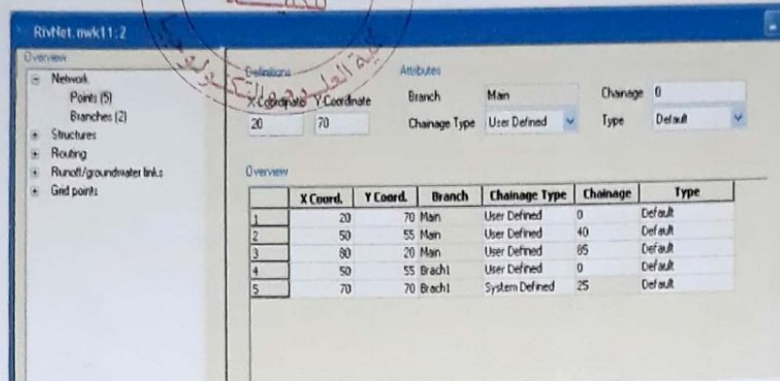 RivNet.nwk11:2
Overview
Network
Points (5)
Branches (2)
Structures
Routing
Runoff/groundwater links
Grid points
Definitions
X-Coordinate Y-Coordinate
20 70
Attributes
Branch Main Chainage 0
Chainage Type User Defined Type Default
Overview
X Coord. Y Coord. Branch Chainage Type Chainage Type
1 20 70 Main User Defined 0 Default
2 50 55 Main User Defined 40 Default
3 80 20 Main User Defined 85 Default
4 50 55 Brach1 User Defined 0 Default
5 70 70 Brach1 System Defined 25 Default